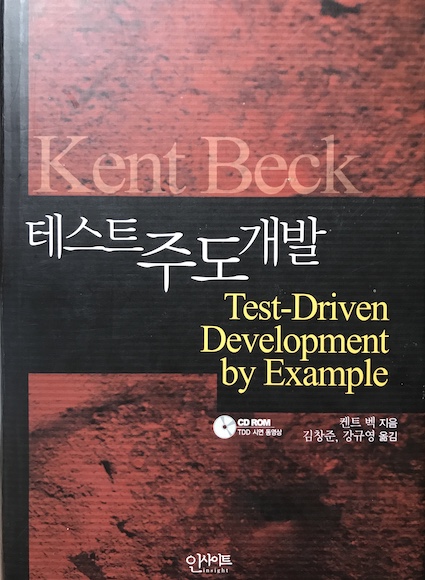 Kent Beck
테스트 주도 개발
Test-Driven
Development
by Example
CD ROM
TDD 시연 동영상
켄트 벡 지음
김창준, 강규영 옮김
인사이트
insight